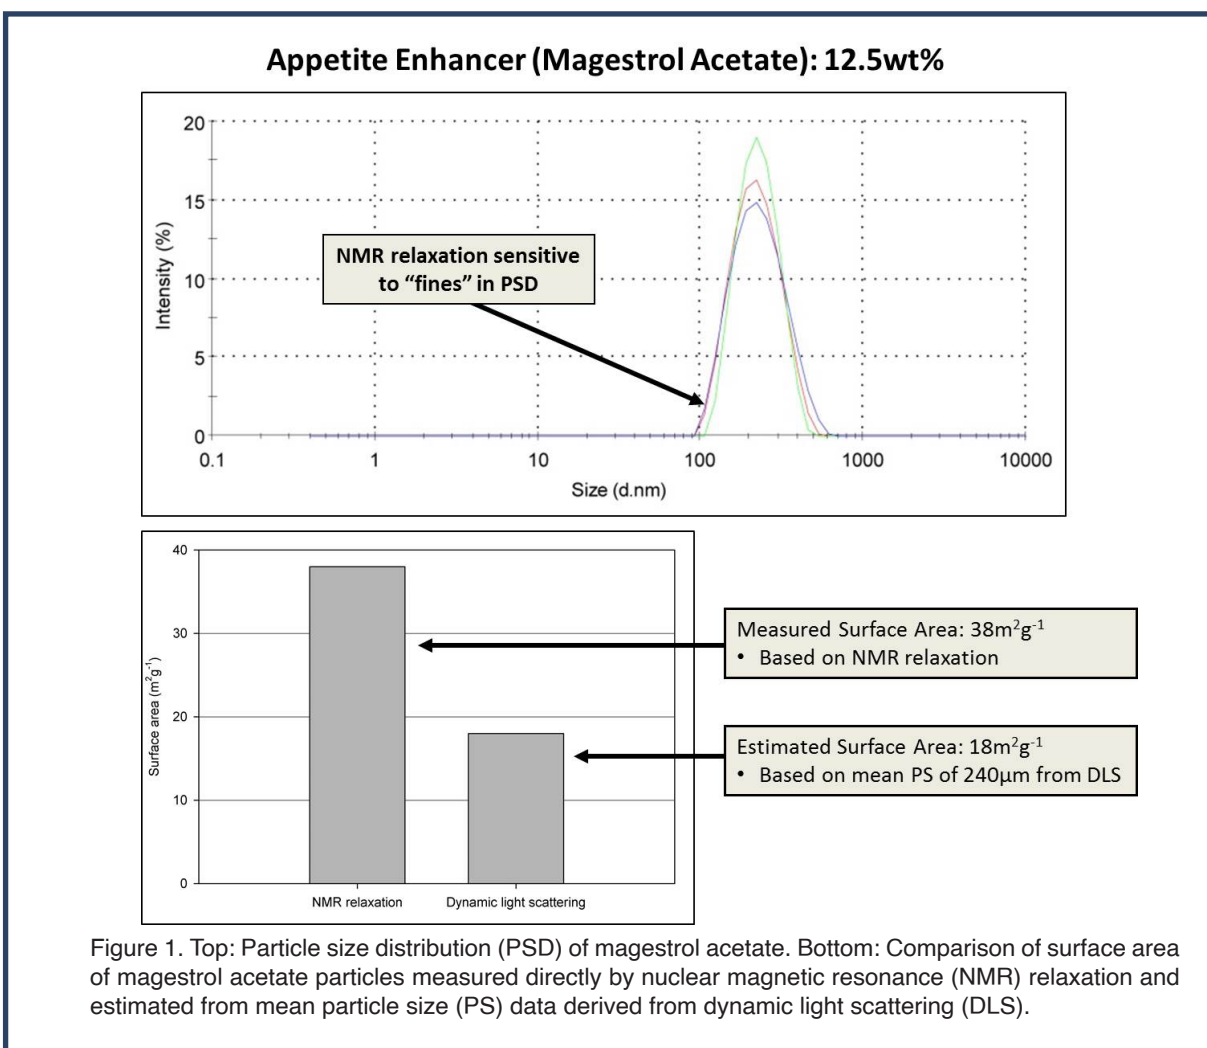 Appetite Enhancer (Magestrol Acetate): 12.5wt%
20
15
10
5
0
Intensity (%)
NMR relaxation sensitive
to “fines” in PSD
0.1 1 10 100 1000 10000
Size (d.nm)
40
30
20
10
0
Surface area (m²g⁻¹)
NMR relaxation Dynamic light scattering
Measured Surface Area: 38m²g⁻¹
• Based on NMR relaxation
Estimated Surface Area: 18m²g⁻¹
• Based on mean PS of 240µm from DLS
Figure 1. Top: Particle size distribution (PSD) of magestrol acetate. Bottom: Comparison of surface area
of magestrol acetate particles measured directly by nuclear magnetic resonance (NMR) relaxation and
estimated from mean particle size (PS) data derived from dynamic light scattering (DLS).